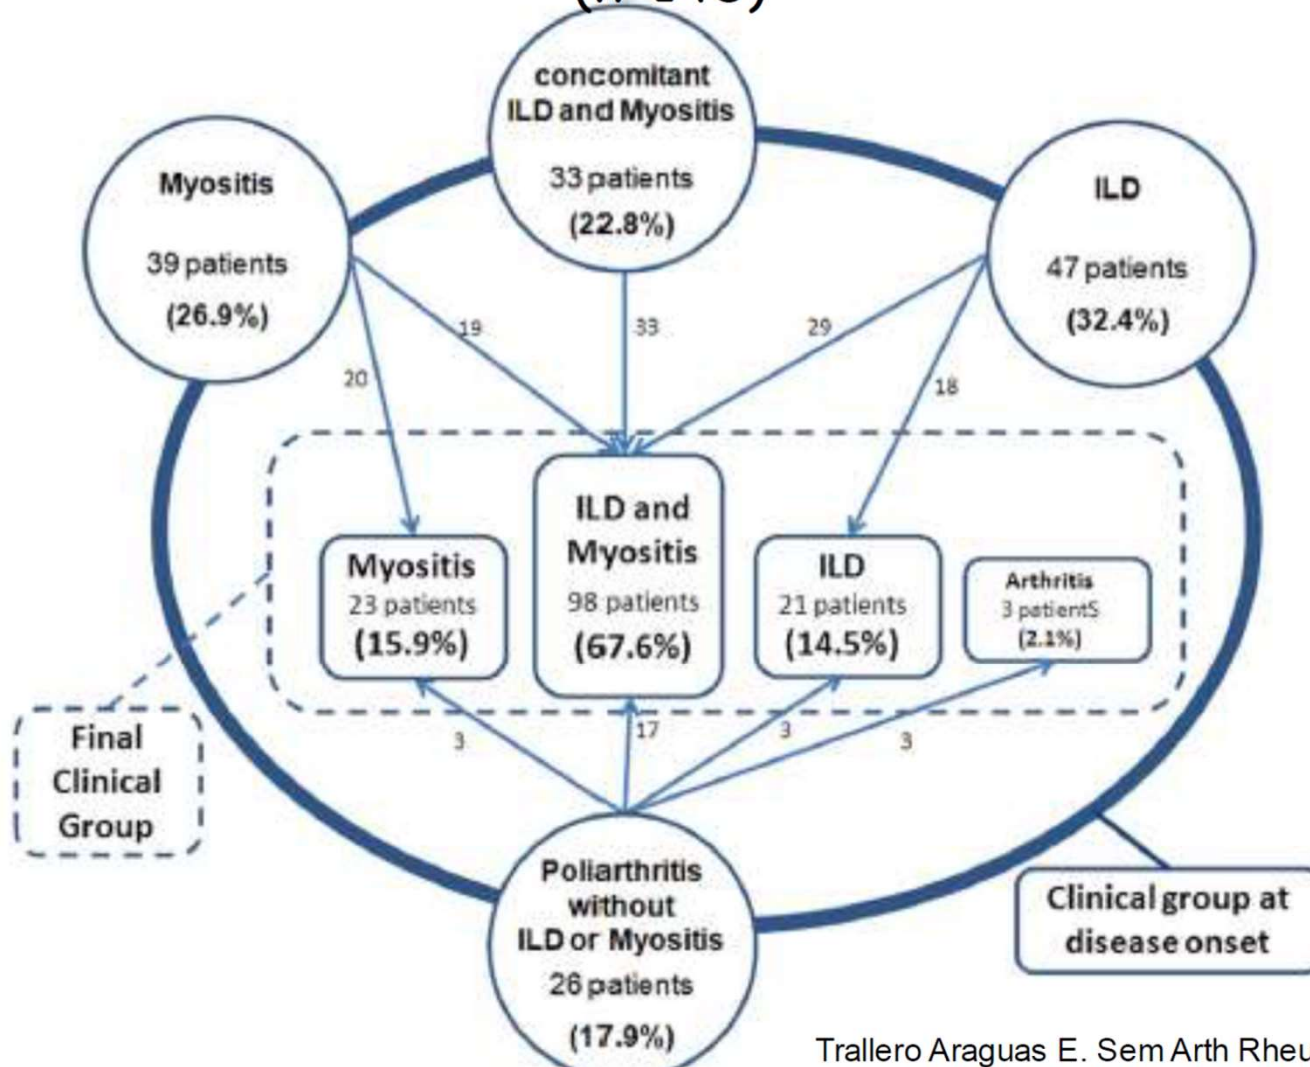 concomitant
ILD and Myositis
33 patients
(22.8%)
Myositis
39 patients
(26.9%)
ILD
47 patients
(32.4%)
19
33
29
20
18
Myositis
23 patients
(15.9%)
ILD and
Myositis
98 patients
(67.6%)
ILD
21 patients
(14.5%)
Arthritis
3 patientS
(2.1%)
3
17
3
3
Final
Clinical
Group
Poliarthritis
without
ILD or Myositis
26 patients
(17.9%)
Clinical group at
disease onset
Trallero Araguas E. Sem Arth Rheu